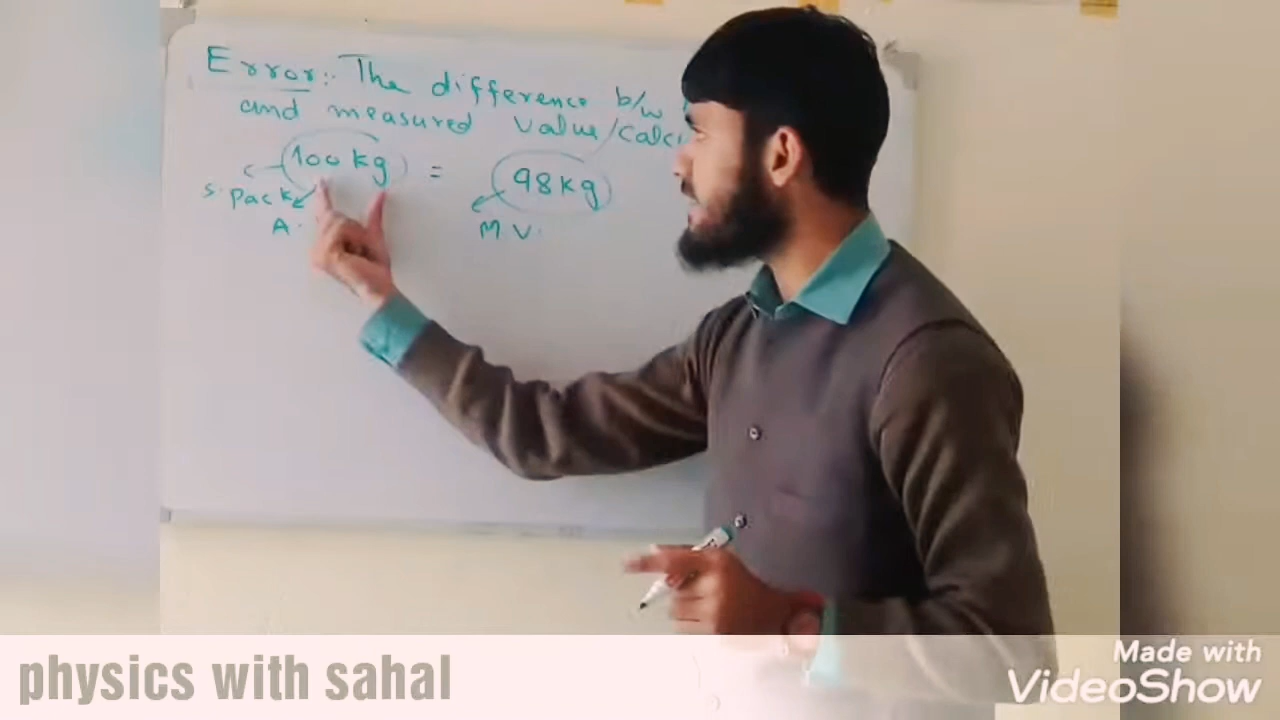 Error:- The difference b/w
and measured value/calc
100 kg = 98 kg
S. pack
A. M.V.
physics with sahal
Made with
VideoShow